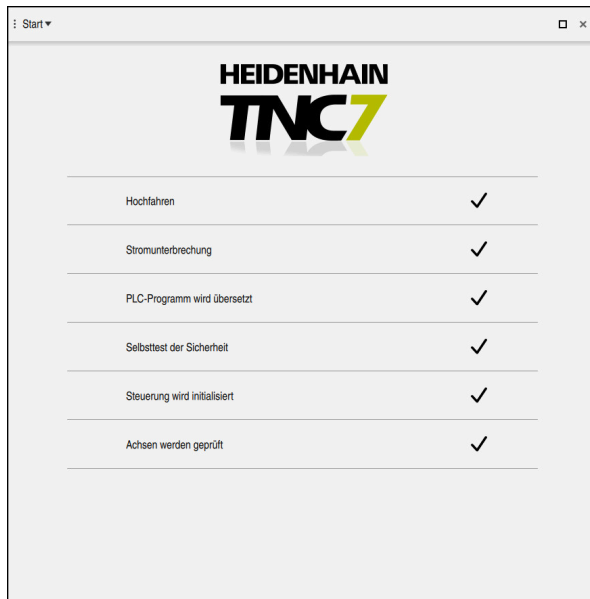 Start
HEIDENHAIN
TNC7
Hochfahren
Stromunterbrechung
PLC-Programm wird übersetzt
Selbsttest der Sicherheit
Steuerung wird initialisiert
Achsen werden geprüft